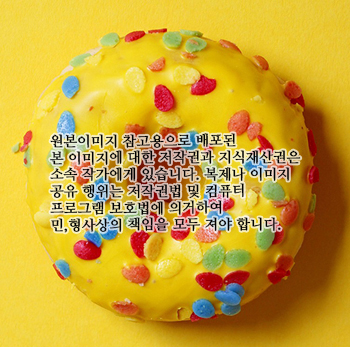 원본이미지 참고용으로 배포된
본 이미지에 대한 저작권과 지식재산권은
소속 작가에게 있습니다. 복제나 이미지
공유 행위는 저작권법 및 컴퓨터
프로그램 보호법에 의거하여
민,형사상의 책임을 모두 져야 합니다.